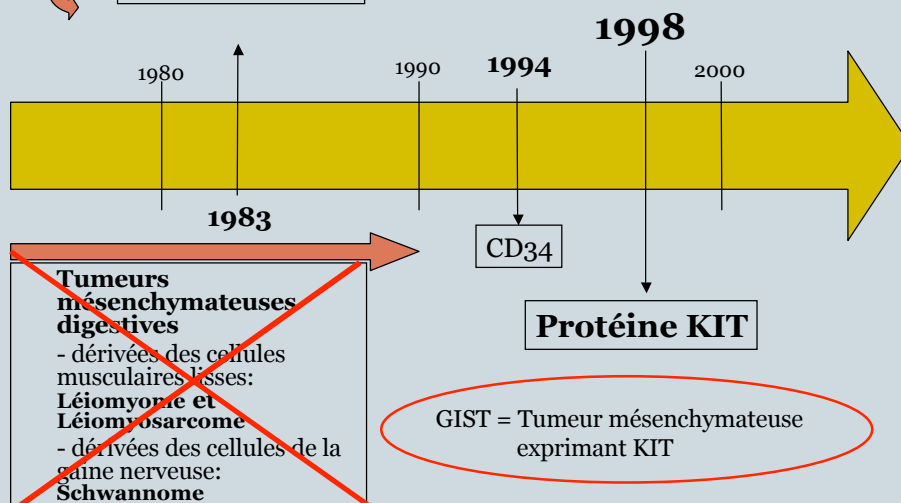 1998
1980
1990
1994
2000
1983
CD34
Protéine KIT
Tumeurs
mésenchymateuses
digestives
- dérivées des cellules
musculaires lisses:
Léiomyome et
Léiomyosarcome
- dérivées des cellules de la
gaine nerveuse:
Schwannome
GIST = Tumeur mésenchymateuse
exprimant KIT